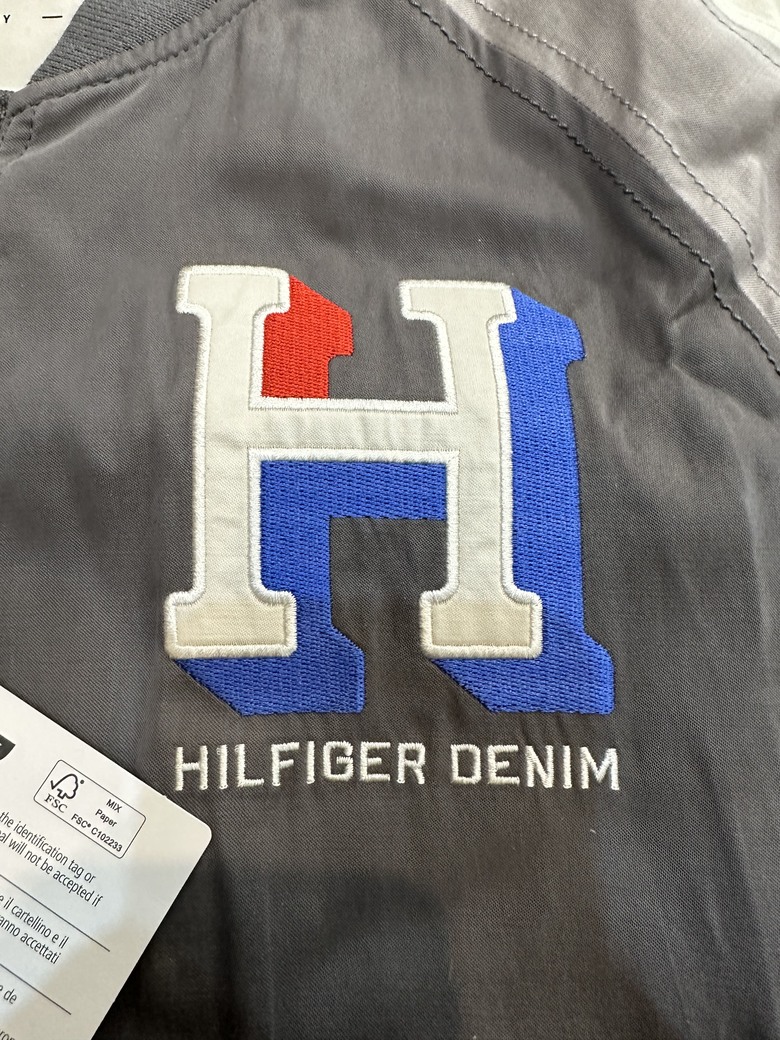 Y —
H
HILFIGER DENIM
FSC
MIX
Paper
FSC® C102233
the identification tag or
will not be accepted if
e il cartellino e il
anno accettati
de